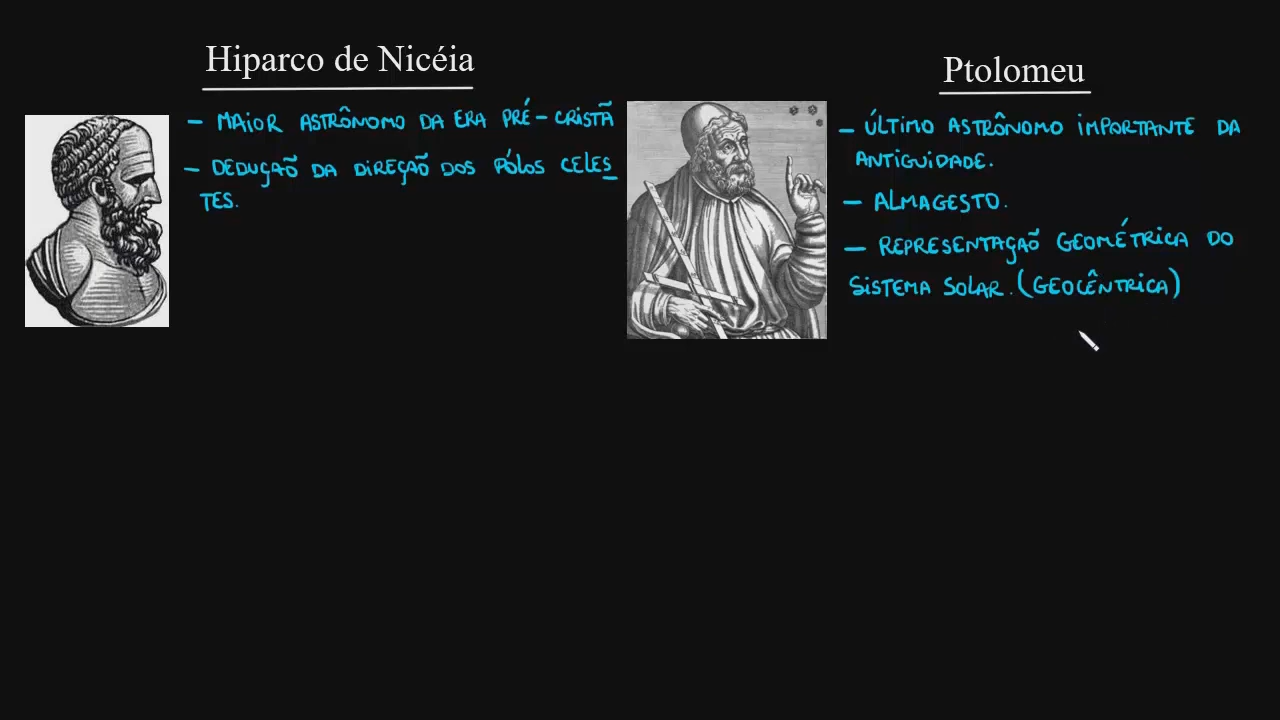 Hiparco de Nicéia
- MAIOR ASTRÔNOMO DA ERA PRÉ-CRISTÃ
- DEDUÇÃO DA DIREÇÃO DOS PÓLOS CELES
TES.
Ptolomeu
- ÚLTIMO ASTRÔNOMO IMPORTANTE DA
ANTIGUIDADE.
- ALMAGESTO.
- REPRESENTAÇÃO GEOMÉTRICA DO
SISTEMA SOLAR. (GEOCÊNTRICA)